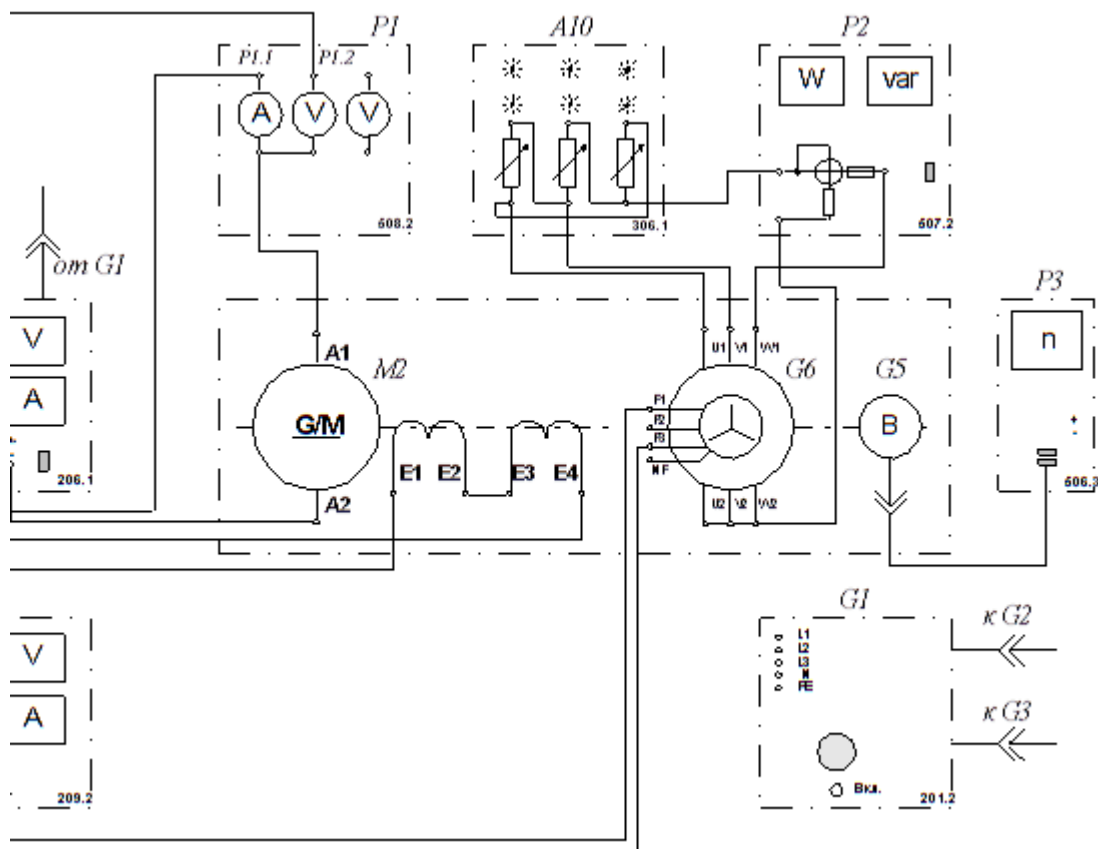 P1
A10
P2
P1.1
P1.2
W
var
A
V
V
508.2
306.1
507.2
от G1
P3
V
A1
U1
V1
W1
n
M2
G6
G5
A
G/M
F1
F2
F3
B
+
-
E1
E2
E3
E4
206.1
A2
U2
V2
W2
506.3
G1
к G2
V
L1
L2
L3
N
PE
A
к G3
209.2
Вкл.
201.2